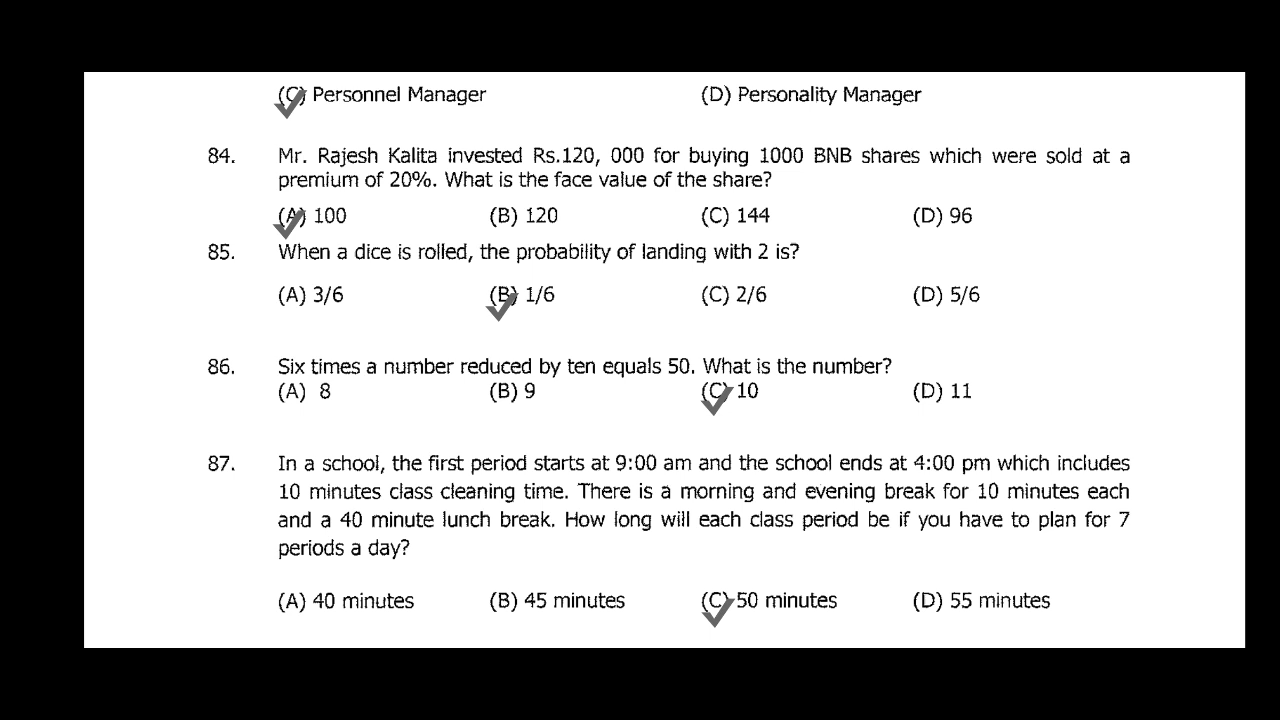 (C) Personnel Manager (D) Personality Manager
84. Mr. Rajesh Kalita invested Rs.120, 000 for buying 1000 BNB shares which were sold at a
premium of 20%. What is the face value of the share?
(A) 100 (B) 120 (C) 144 (D) 96
85. When a dice is rolled, the probability of landing with 2 is?
(A) 3/6 (B) 1/6 (C) 2/6 (D) 5/6
86. Six times a number reduced by ten equals 50. What is the number?
(A) 8 (B) 9 (C) 10 (D) 11
87. In a school, the first period starts at 9:00 am and the school ends at 4:00 pm which includes
10 minutes class cleaning time. There is a morning and evening break for 10 minutes each
and a 40 minute lunch break. How long will each class period be if you have to plan for 7
periods a day?
(A) 40 minutes (B) 45 minutes (C) 50 minutes (D) 55 minutes